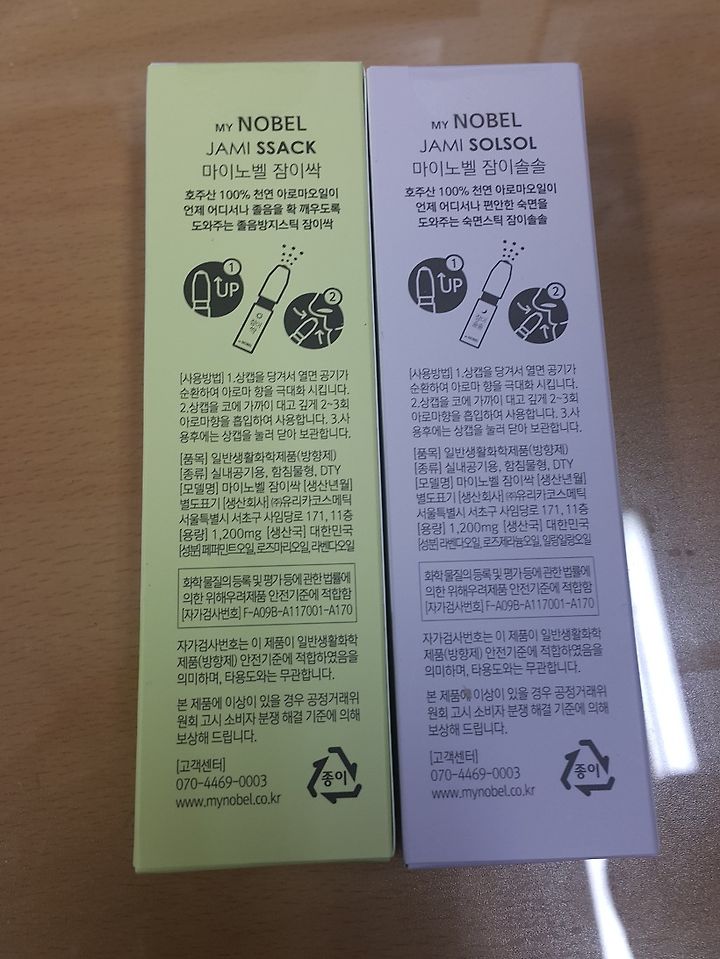 MY NOBEL
JAMI SSACK
마이노벨 잠이싹
호주산 100% 천연 아로마오일이
언제 어디서나 졸음을 확 깨우도록
도와주는 졸음방지스틱 잠이싹
1
UP
2
잠이싹
NOBEL
[사용방법] 1.상캡을 당겨서 열면 공기가
순환하여 아로마 향을 극대화 시킵니다.
2.상캡을 코에 가까이 대고 깊게 2~3회
아로마향을 흡입하여 사용합니다. 3.사
용후에는 상캡을 눌러 닫아 보관합니다.
[품목] 일반생활화학제품(방향제)
[종류] 실내공기용, 함침물형, DTY
[모델명] 마이노벨 잠이싹 [생산년월]
별도표기 [생산회사] ㈜유리카코스메틱
서울특별시 서초구 사임당로 171, 11층
[용량] 1,200mg [생산국] 대한민국
[성분] 페퍼민트오일, 로즈마리오일, 라벤다오일
화학물질의 등록 및 평가 등에 관한 법률에
의한 위해우려제품 안전기준에 적합함
[자가검사번호] F-A09B-A117001-A170
자가검사번호는 이 제품이 일반생활화학
제품(방향제) 안전기준에 적합하였음을
의미하며, 타용도와는 무관합니다.
본 제품에 이상이 있을 경우 공정거래위
원회 고시 소비자 분쟁 해결 기준에 의해
보상해 드립니다.
[고객센터]
070-4469-0003
www.mynobel.co.kr
종이
MY NOBEL
JAMI SOLSOL
마이노벨 잠이솔솔
호주산 100% 천연 아로마오일이
언제 어디서나 편안한 숙면을
도와주는 숙면스틱 잠이솔솔
1
UP
2
잠이솔솔
NOBEL
[사용방법] 1.상캡을 당겨서 열면 공기가
순환하여 아로마 향을 극대화 시킵니다.
2.상캡을 코에 가까이 대고 깊게 2~3회
아로마향을 흡입하여 사용합니다. 3.사
용후에는 상캡을 눌러 닫아 보관합니다.
[품목] 일반생활화학제품(방향제)
[종류] 실내공기용, 함침물형, DTY
[모델명] 마이노벨 잠이솔솔 [생산년월]
별도표기 [생산회사] ㈜유리카코스메틱
서울특별시 서초구 사임당로 171, 11층
[용량] 1,200mg [생산국] 대한민국
[성분] 라벤다오일, 로즈제라늄오일, 일랑일랑오일
화학물질의 등록 및 평가 등에 관한 법률에
의한 위해우려제품 안전기준에 적합함
[자가검사번호] F-A09B-A117001-A170
자가검사번호는 이 제품이 일반생활화학
제품(방향제) 안전기준에 적합하였음을
의미하며, 타용도와는 무관합니다.
본 제품에 이상이 있을 경우 공정거래위
원회 고시 소비자 분쟁 해결 기준에 의해
보상해 드립니다.
[고객센터]
070-4469-0003
www.mynobel.co.kr
종이